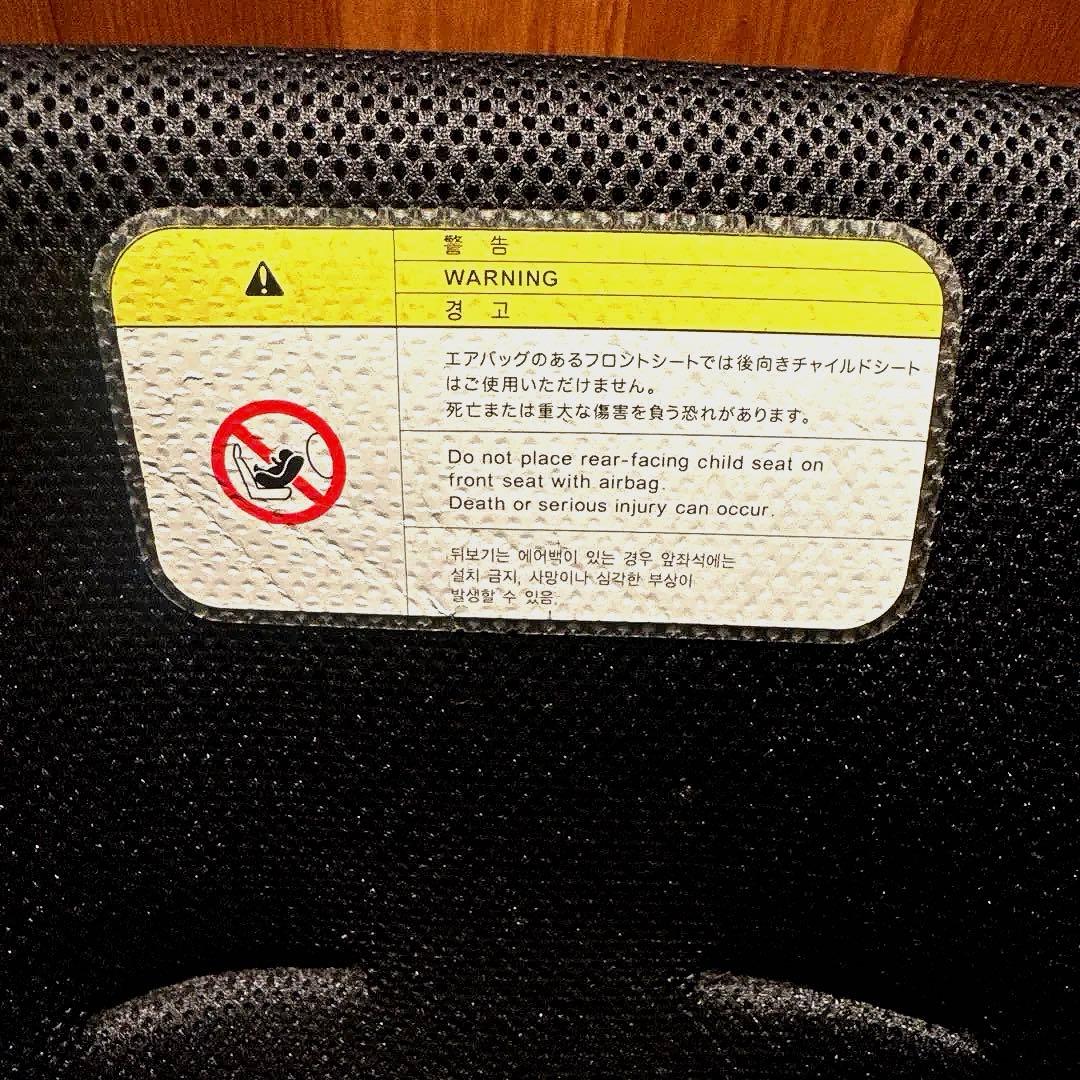 警 告
WARNING
경 고
エアバッグのあるフロントシートでは後向きチャイルドシート
はご使用いただけません。
死亡または重大な傷害を負う恐れがあります。
Do not place rear-facing child seat on
front seat with airbag.
Death or serious injury can occur.
뒤보기는 에어백이 있는 경우 앞좌석에는
설치 금지, 사망이나 심각한 부상이
발생할 수 있음.